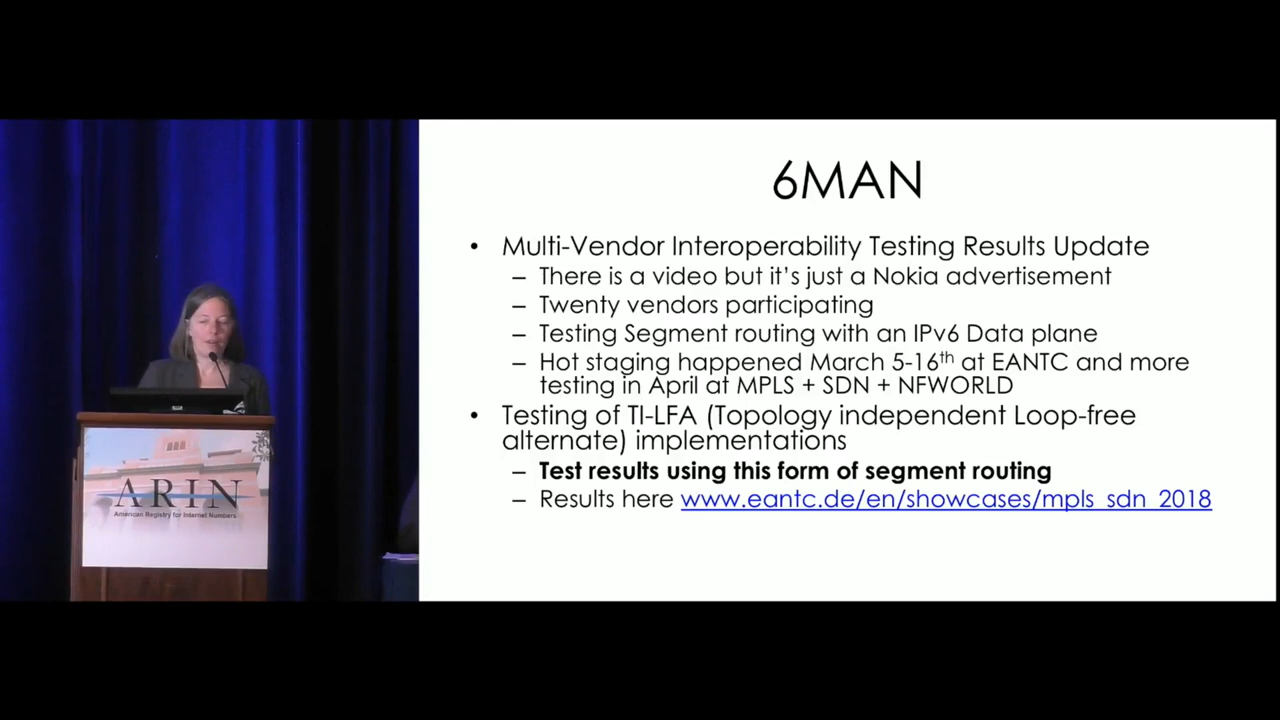 6MAN
• Multi-Vendor Interoperability Testing Results Update
– There is a video but it's just a Nokia advertisement
– Twenty vendors participating
– Testing Segment routing with an IPv6 Data plane
– Hot staging happened March 5-16th at EANTC and more
testing in April at MPLS + SDN + NFWORLD
• Testing of TI-LFA (Topology independent Loop-free
alternate) implementations
– Test results using this form of segment routing
– Results here www.eantc.de/en/showcases/mpls_sdn_2018
ARIN
American Registry for Internet Numbers